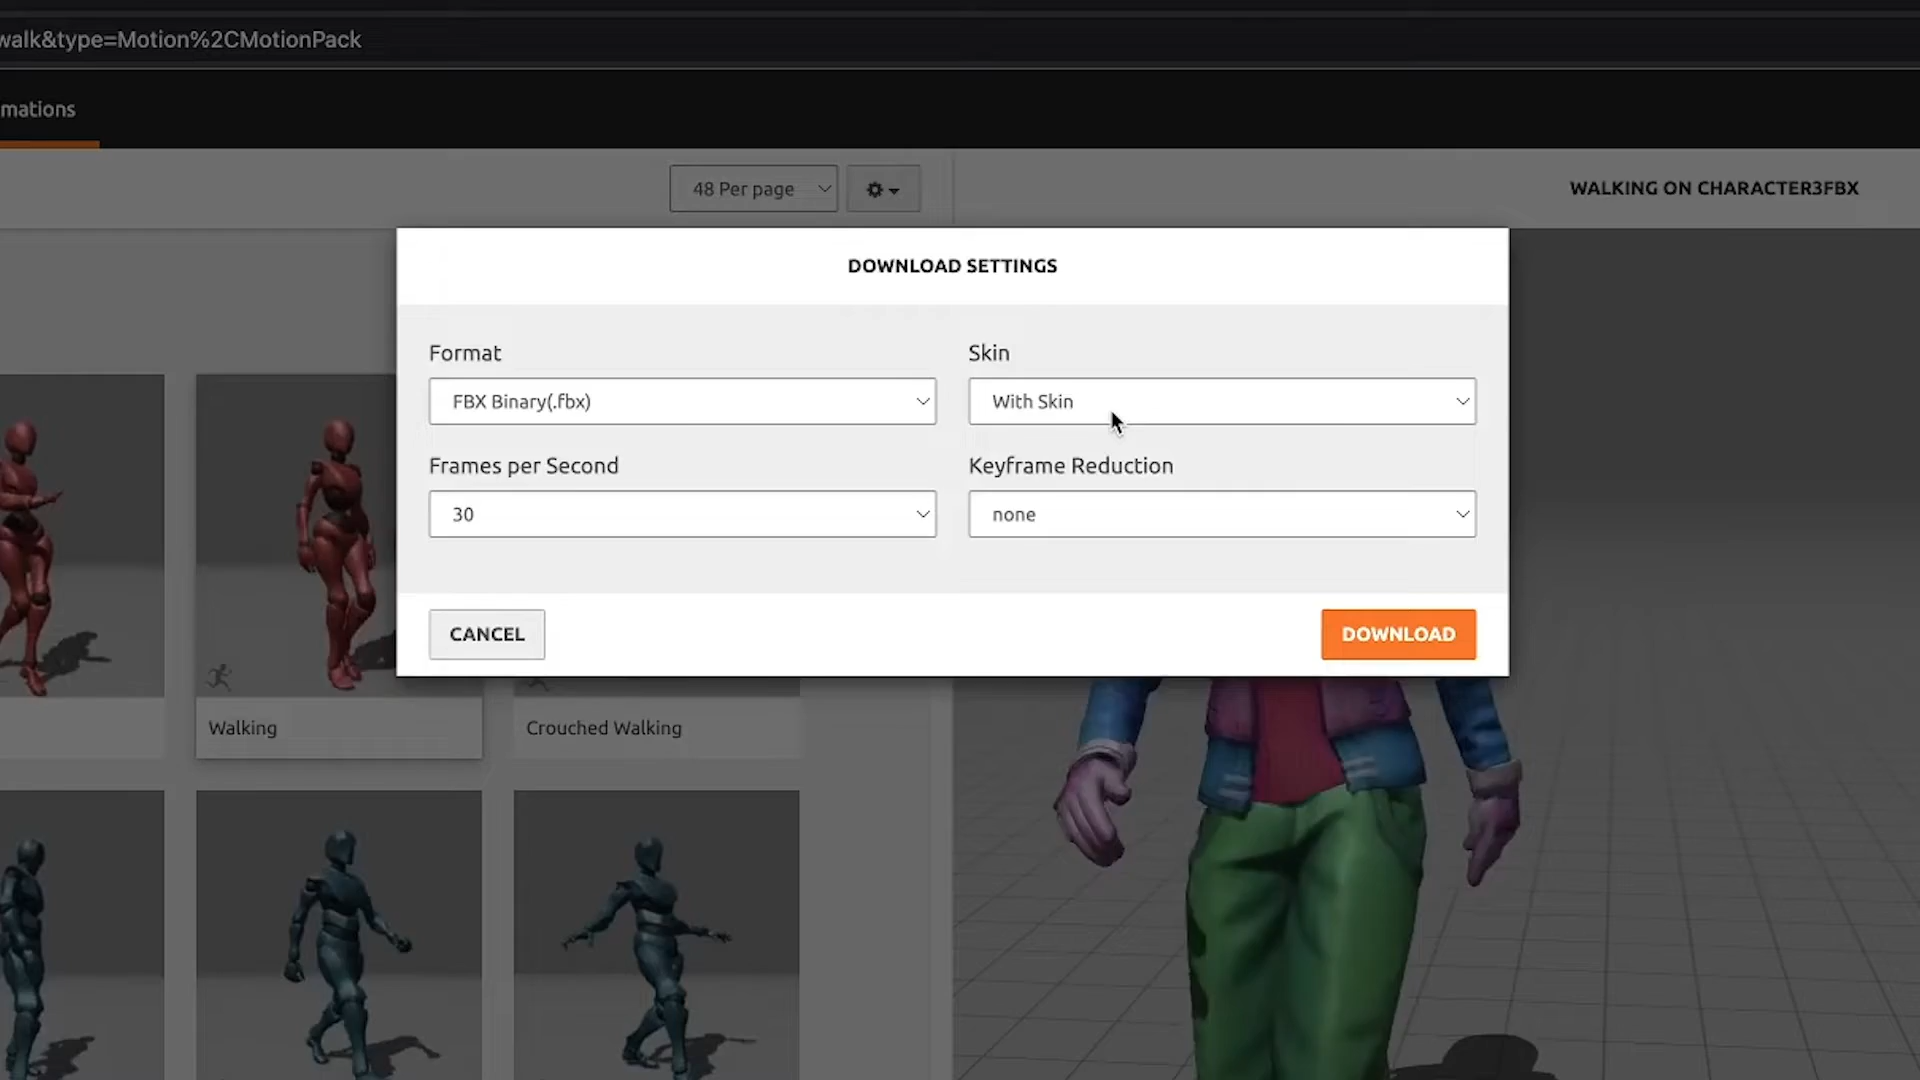 walk&type=Motion%2CMotionPack
mations
48 Per page
WALKING ON CHARACTER3FBX
DOWNLOAD SETTINGS
Format
Skin
FBX Binary(.fbx)
With Skin
Frames per Second
Keyframe Reduction
30
none
CANCEL
DOWNLOAD
Walking
Crouched Walking